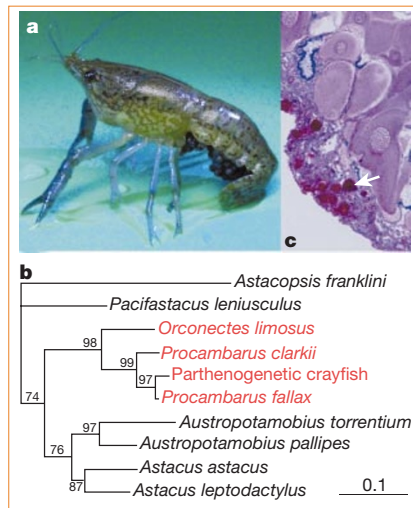 a
c
b
Astacopsis franklini
Pacifastacus leniusculus
98
Orconectes limosus
99
Procambarus clarkii
Parthenogenetic crayfish
97
Procambarus fallax
74
97
Austropotamobius torrentium
76
Austropotamobius pallipes
Astacus astacus
87
Astacus leptodactylus
0.1